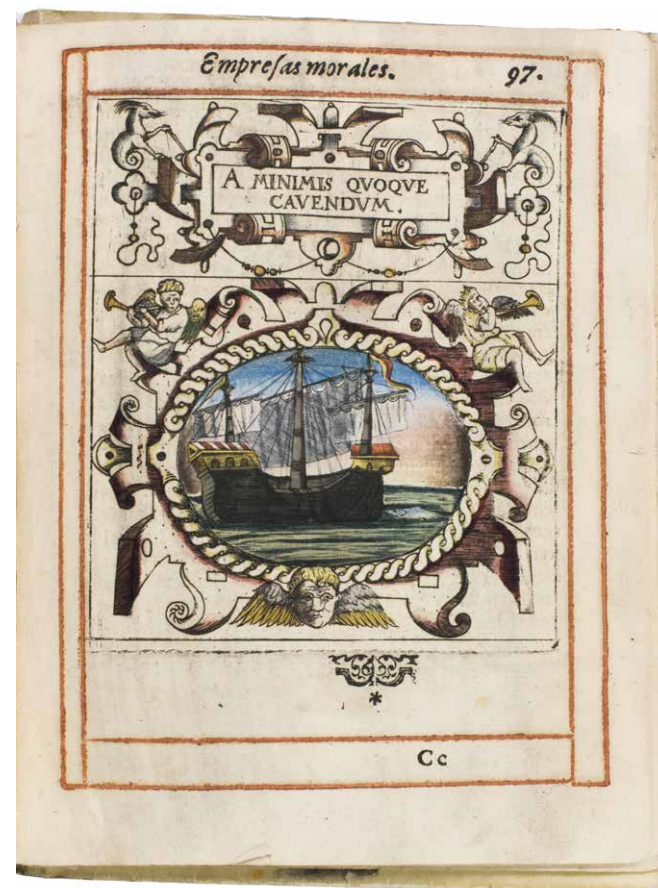 Empreſas morales. 97.
A MINIMIS QVOQVE
CAVENDVM.
*
Cc